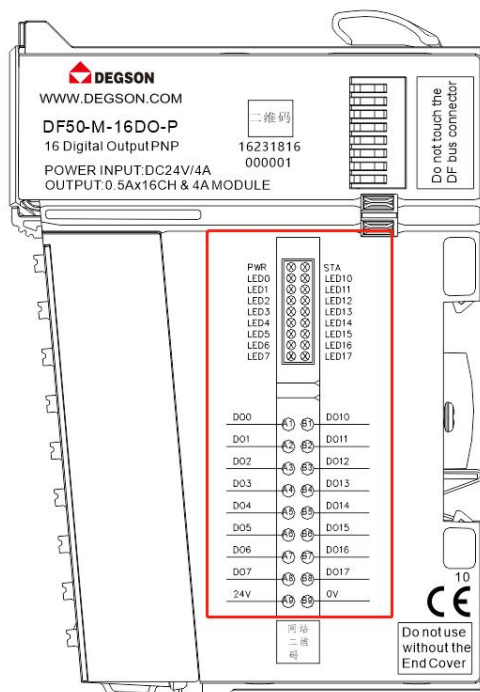 DEGSON
WWW.DEGSON.COM
DF50-M-16DO-P
16 Digital Output PNP
POWER INPUT:DC24V/4A
OUTPUT:0.5Ax16CH & 4A MODULE
二维码
16231816
000001
Do not touch the
DF bus connector
PWR STA
LED0 LED10
LED1 LED11
LED2 LED12
LED3 LED13
LED4 LED14
LED5 LED15
LED6 LED16
LED7 LED17
DO0 A1 B1 DO10
DO1 A2 B2 DO11
DO2 A3 B3 DO12
DO3 A4 B4 DO13
DO4 A5 B5 DO14
DO5 A6 B6 DO15
DO6 A7 B7 DO16
DO7 A8 B8 DO17
24V A9 B9 0V
网站
二维
码
10
CE
Do not use
without the
End Cover